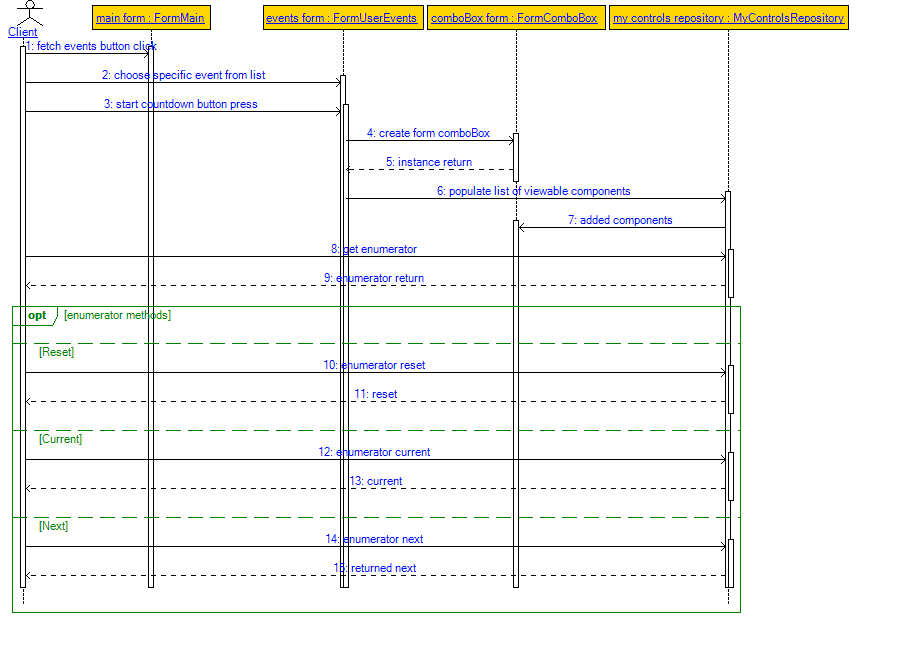 main form : FormMain
events form : FormUserEvents
comboBox form : FormComboBox
my controls repository : MyControlsRepository
Client
1: fetch events button click
2: choose specific event from list
3: start countdown button press
4: create form comboBox
5: instance return
6: populate list of viewable components
7: added components
8: get enumerator
9: enumerator return
opt [enumerator methods]
[Reset]
10: enumerator reset
11: reset
[Current]
12: enumerator current
13: current
[Next]
14: enumerator next
15: returned next